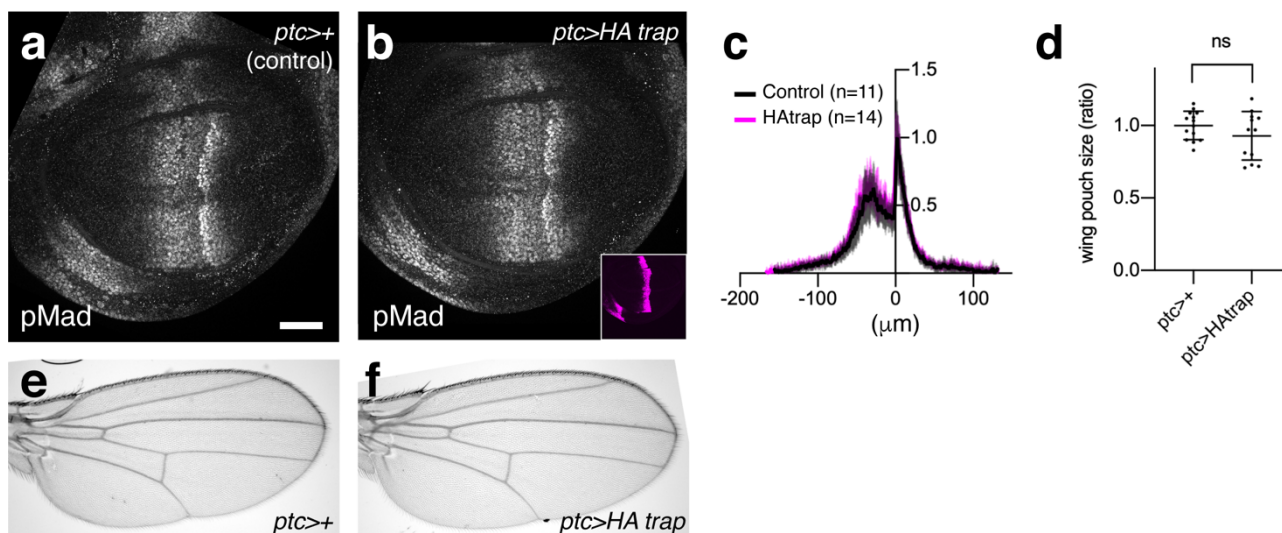 a
ptc>+
(control)
pMad
b
ptc>HA trap
pMad
c
Control (n=11)
HAtrap (n=14)
1.5
1.0
0.5
-200
-100
0
100
(μm)
d
ns
wing pouch size (ratio)
1.0
0.5
0.0
ptc>+
ptc>HAtrap
e
ptc>+
f
ptc>HA trap